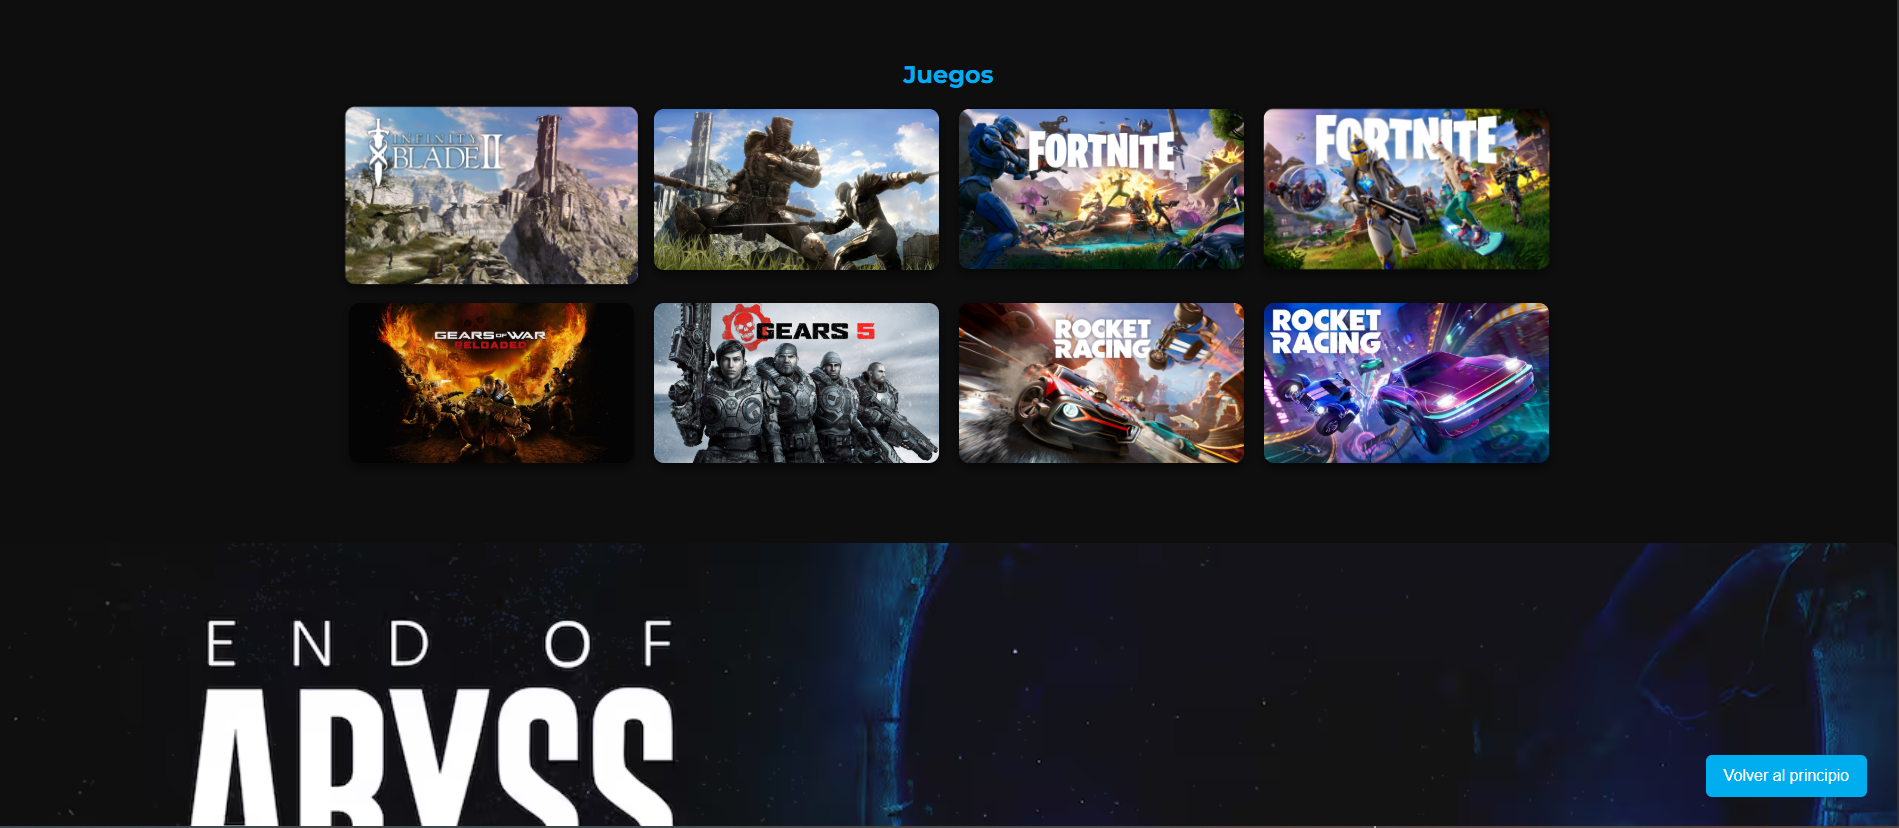 Juegos
INFINITY
BLADE II
FORTNITE
FORTNITE
GEARS OF WAR
RELOADED
GEARS 5
ROCKET
RACING
ROCKET
RACING
END OF
ABYSS
Volver al principio